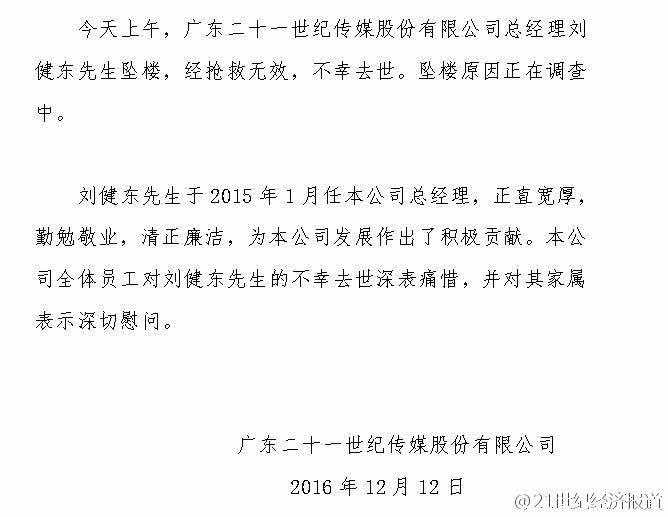 今天上午，广东二十一世纪传媒股份有限公司总经理刘
健东先生坠楼，经抢救无效，不幸去世。坠楼原因正在调查
中。
刘健东先生于 2015 年 1 月任本公司总经理，正直宽厚，
勤勉敬业，清正廉洁，为本公司发展作出了积极贡献。本公
司全体员工对刘健东先生的不幸去世深表痛惜，并对其家属
表示深切慰问。
广东二十一世纪传媒股份有限公司
2016 年 12 月 12 日
@21世纪经济报道